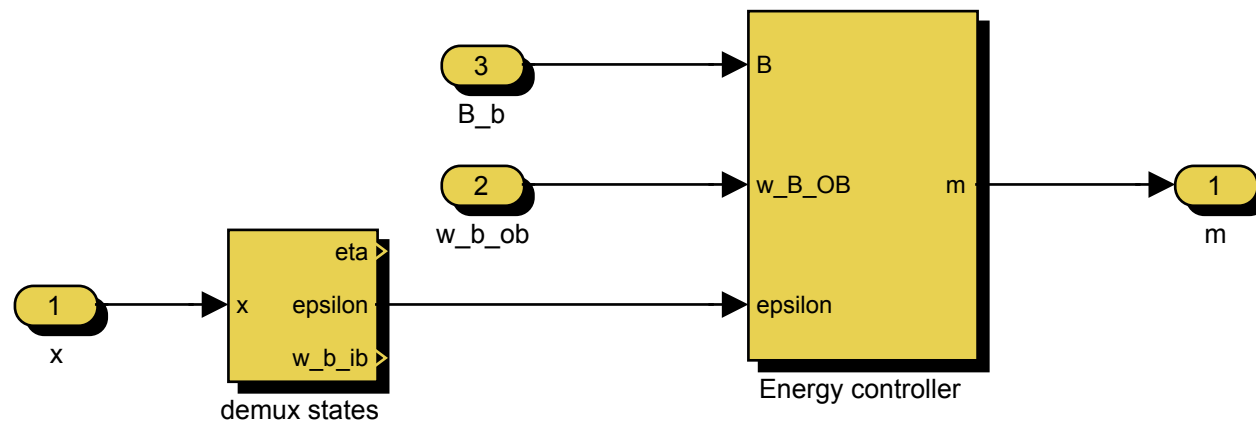 3
B
B_b
2
w_B_OB
m
1
w_b_ob
m
eta
1
x
epsilon
epsilon
x
w_b_ib
Energy controller
demux states